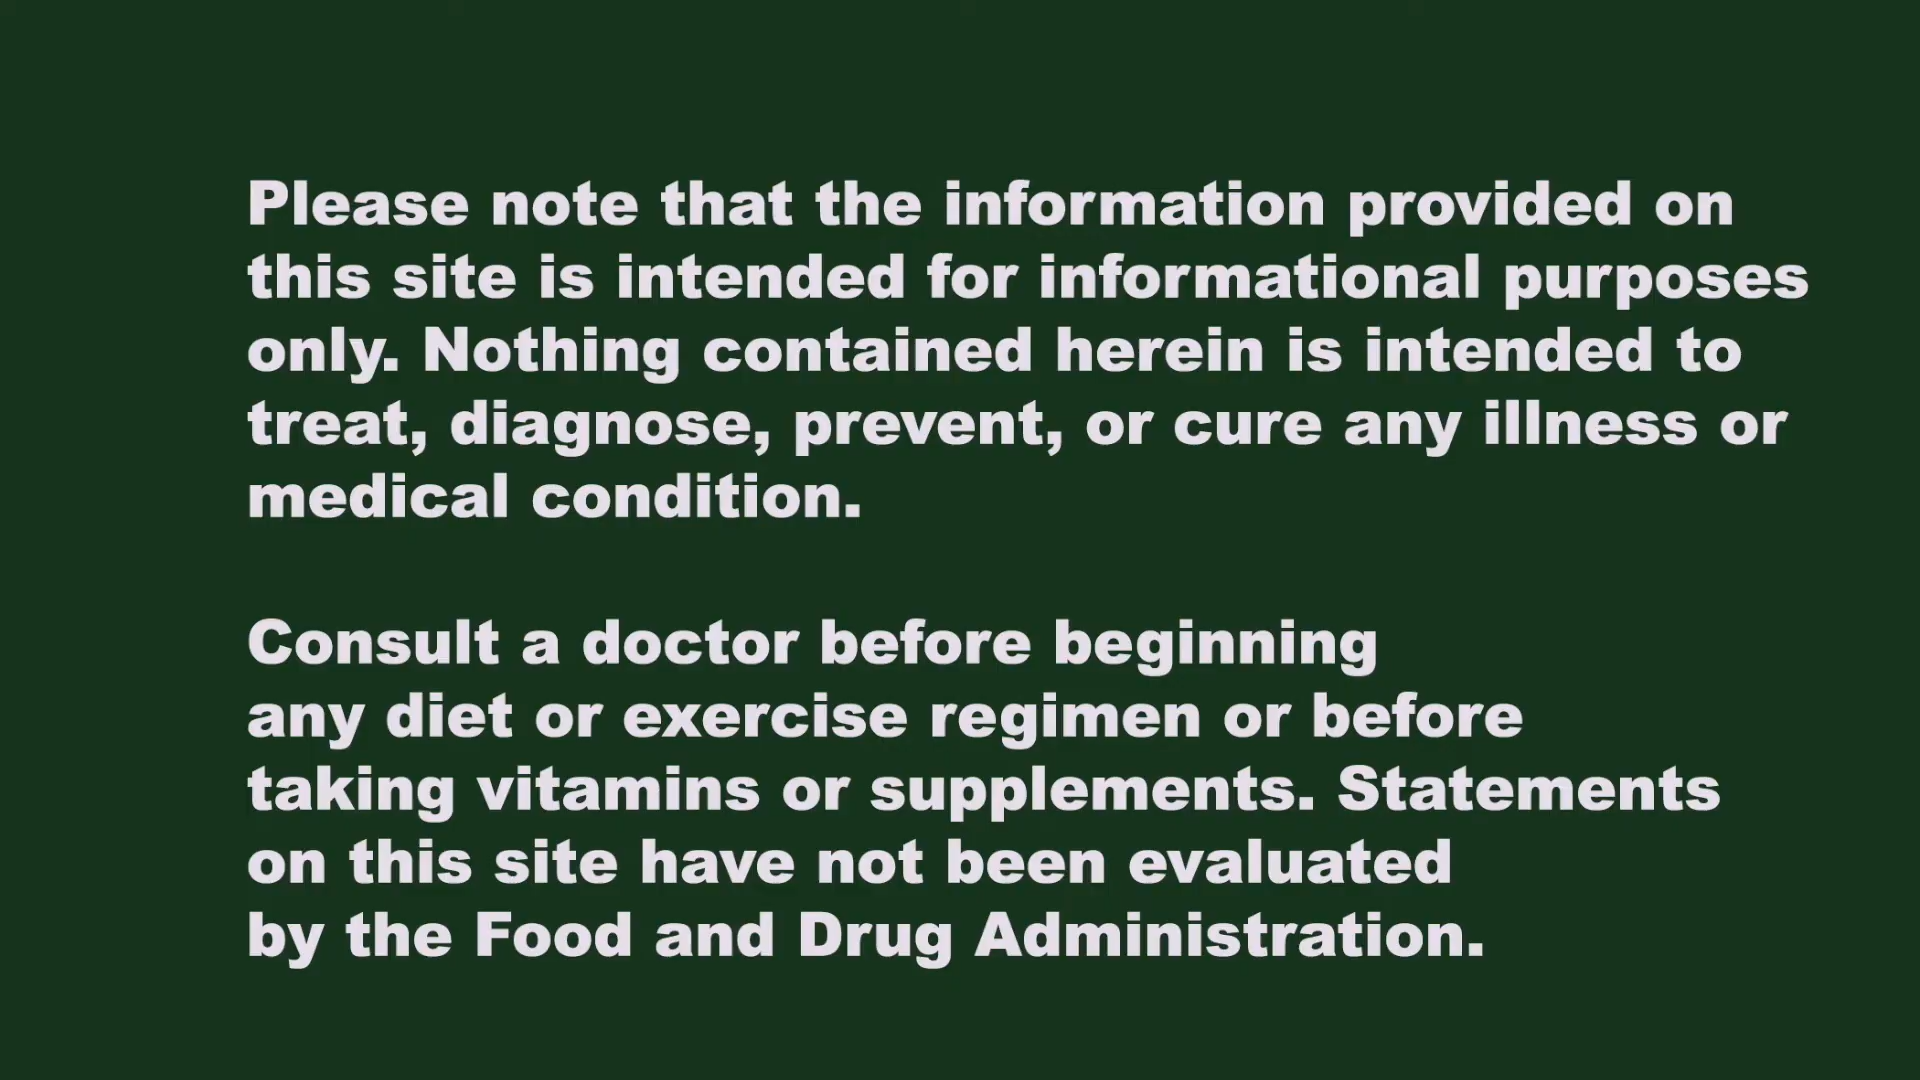 Please note that the information provided on
this site is intended for informational purposes
only. Nothing contained herein is intended to
treat, diagnose, prevent, or cure any illness or
medical condition.
Consult a doctor before beginning
any diet or exercise regimen or before
taking vitamins or supplements. Statements
on this site have not been evaluated
by the Food and Drug Administration.